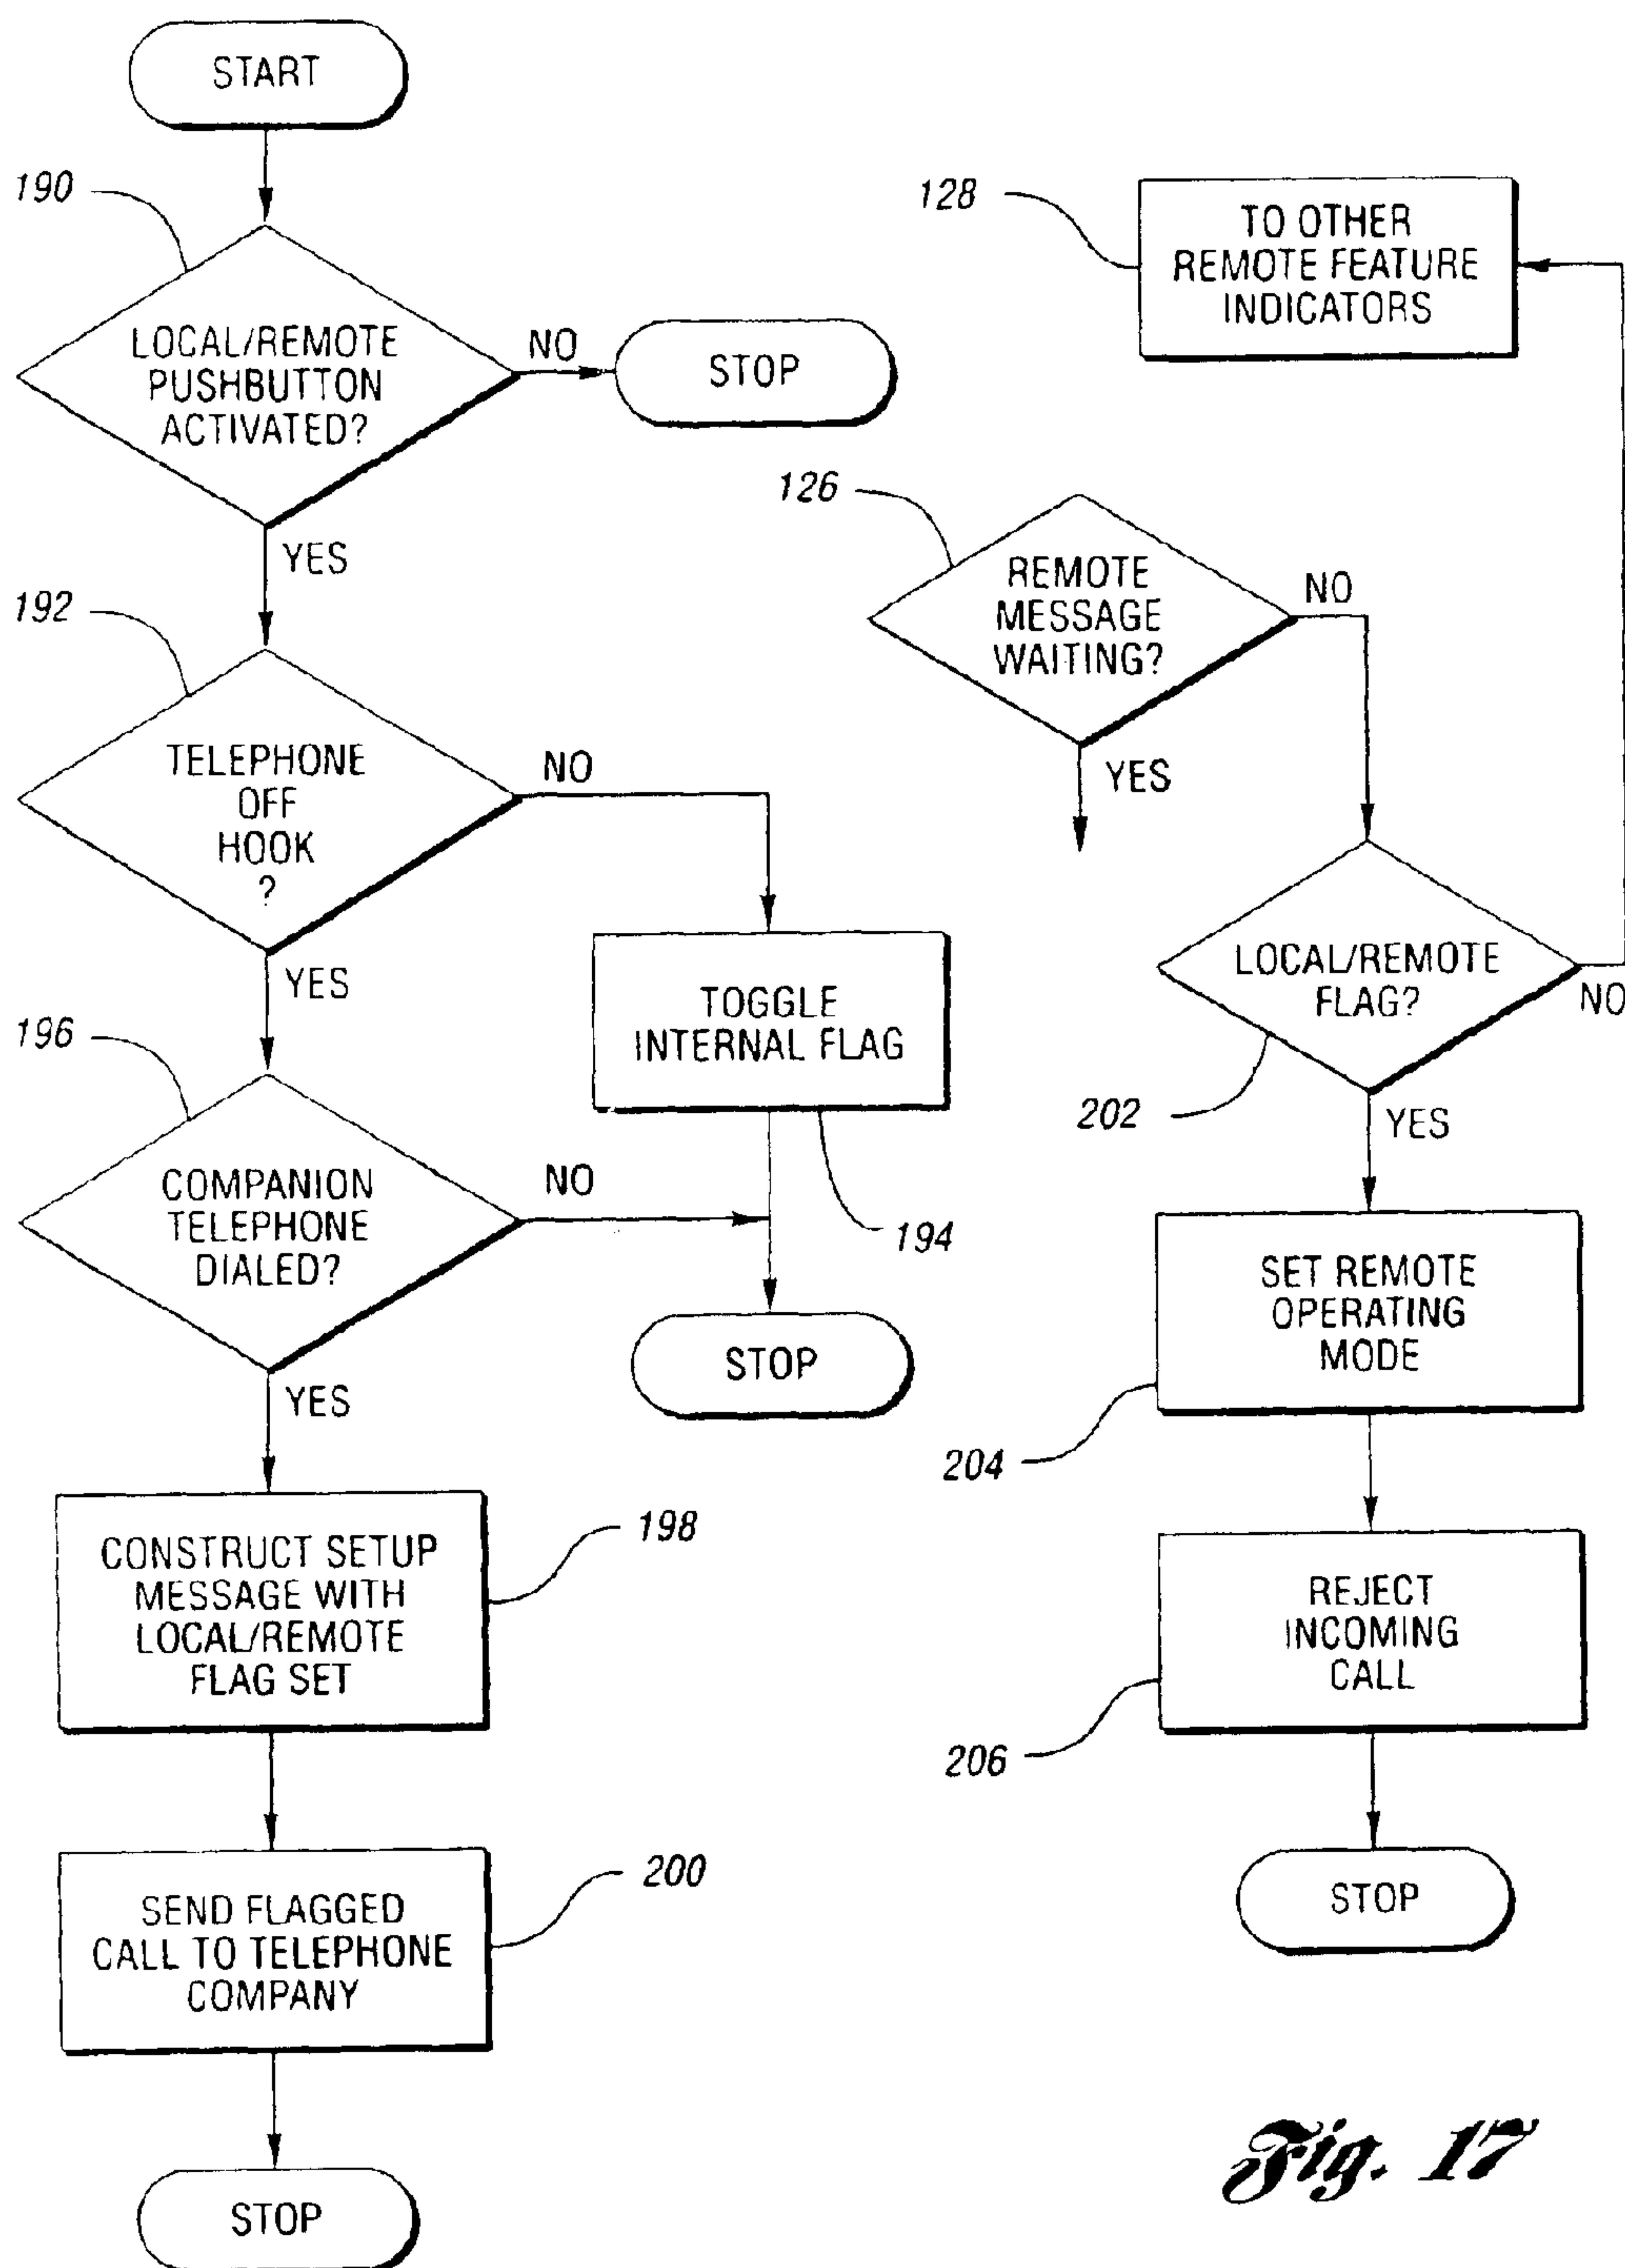 START
190
LOCAL/REMOTE
PUSHBUTTON
ACTIVATED?
NO
STOP
YES
192
TELEPHONE
OFF
HOOK
?
NO
YES
TOGGLE
INTERNAL FLAG
194
196
COMPANION
TELEPHONE
DIALED?
NO
STOP
YES
CONSTRUCT SETUP
MESSAGE WITH
LOCAL/REMOTE
FLAG SET
198
SEND FLAGGED
CALL TO TELEPHONE
COMPANY
200
STOP
128
TO OTHER
REMOTE FEATURE
INDICATORS
126
REMOTE
MESSAGE
WAITING?
NO
YES
LOCAL/REMOTE
FLAG?
NO
202
YES
SET REMOTE
OPERATING
MODE
204
REJECT
INCOMING
CALL
206
STOP
Fig. 17